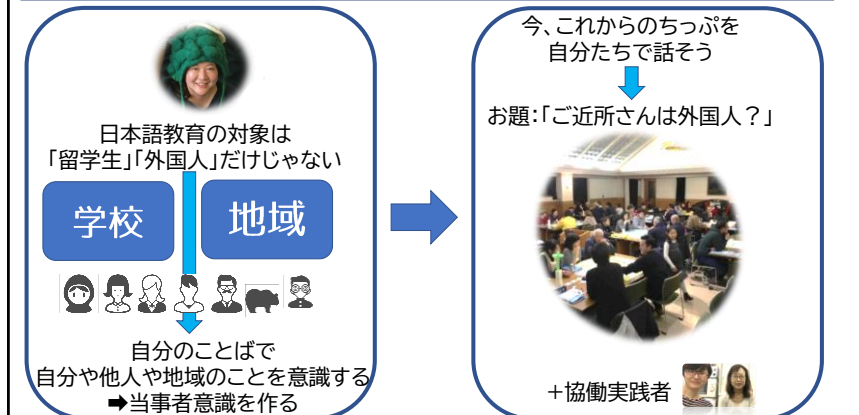 日本語教育の対象は
「留学生」「外国人」だけじゃない
学校
地域
自分のことばで
自分や他人や地域のことを意識する
➡当事者意識を作る
今、これからのちっぷを
自分たちで話そう
お題：「ご近所さんは外国人？」
＋協働実践者